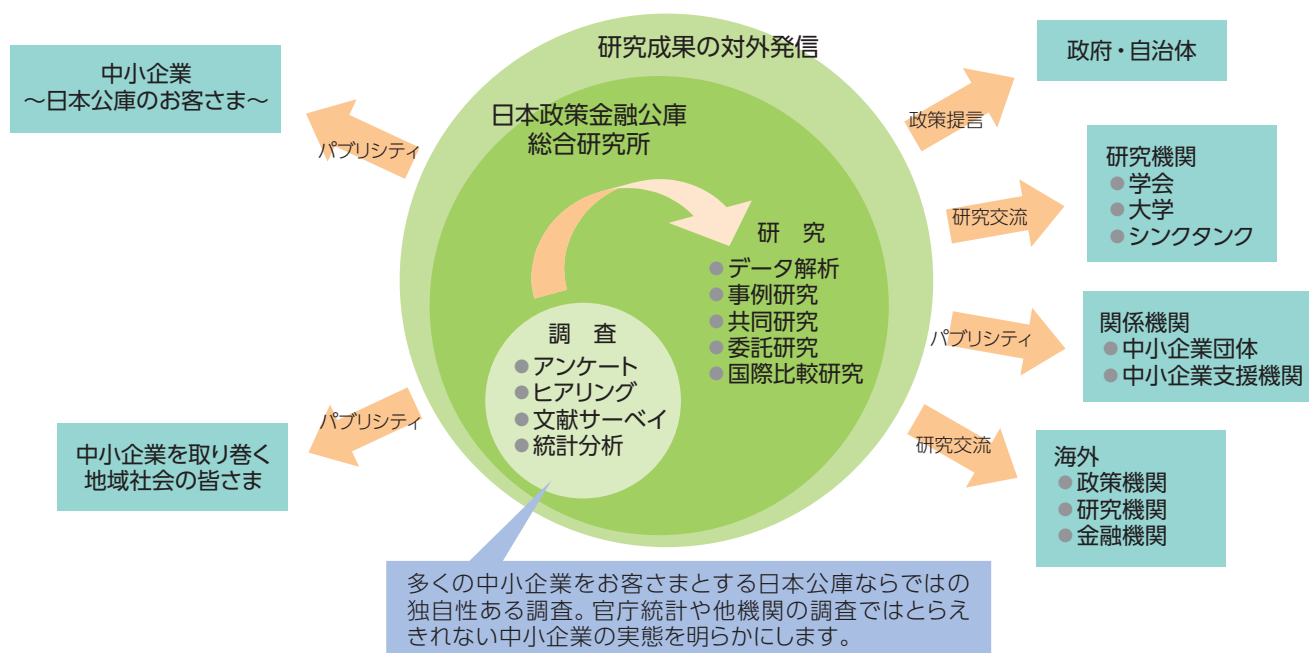 研究成果の対外発信
日本政策金融公庫
総合研究所
調　査
●アンケート
●ヒアリング
●文献サーベイ
●統計分析
研　究
●データ解析
●事例研究
●共同研究
●委託研究
●国際比較研究
パブリシティ
中小企業
～日本公庫のお客さま～
パブリシティ
中小企業を取り巻く
地域社会の皆さま
政策提言
政府・自治体
研究交流
研究機関
●学会
●大学
●シンクタンク
パブリシティ
関係機関
●中小企業団体
●中小企業支援機関
研究交流
海外
●政策機関
●研究機関
●金融機関
多くの中小企業をお客さまとする日本公庫ならではの
独自性ある調査。官庁統計や他機関の調査ではとらえ
きれない中小企業の実態を明らかにします。